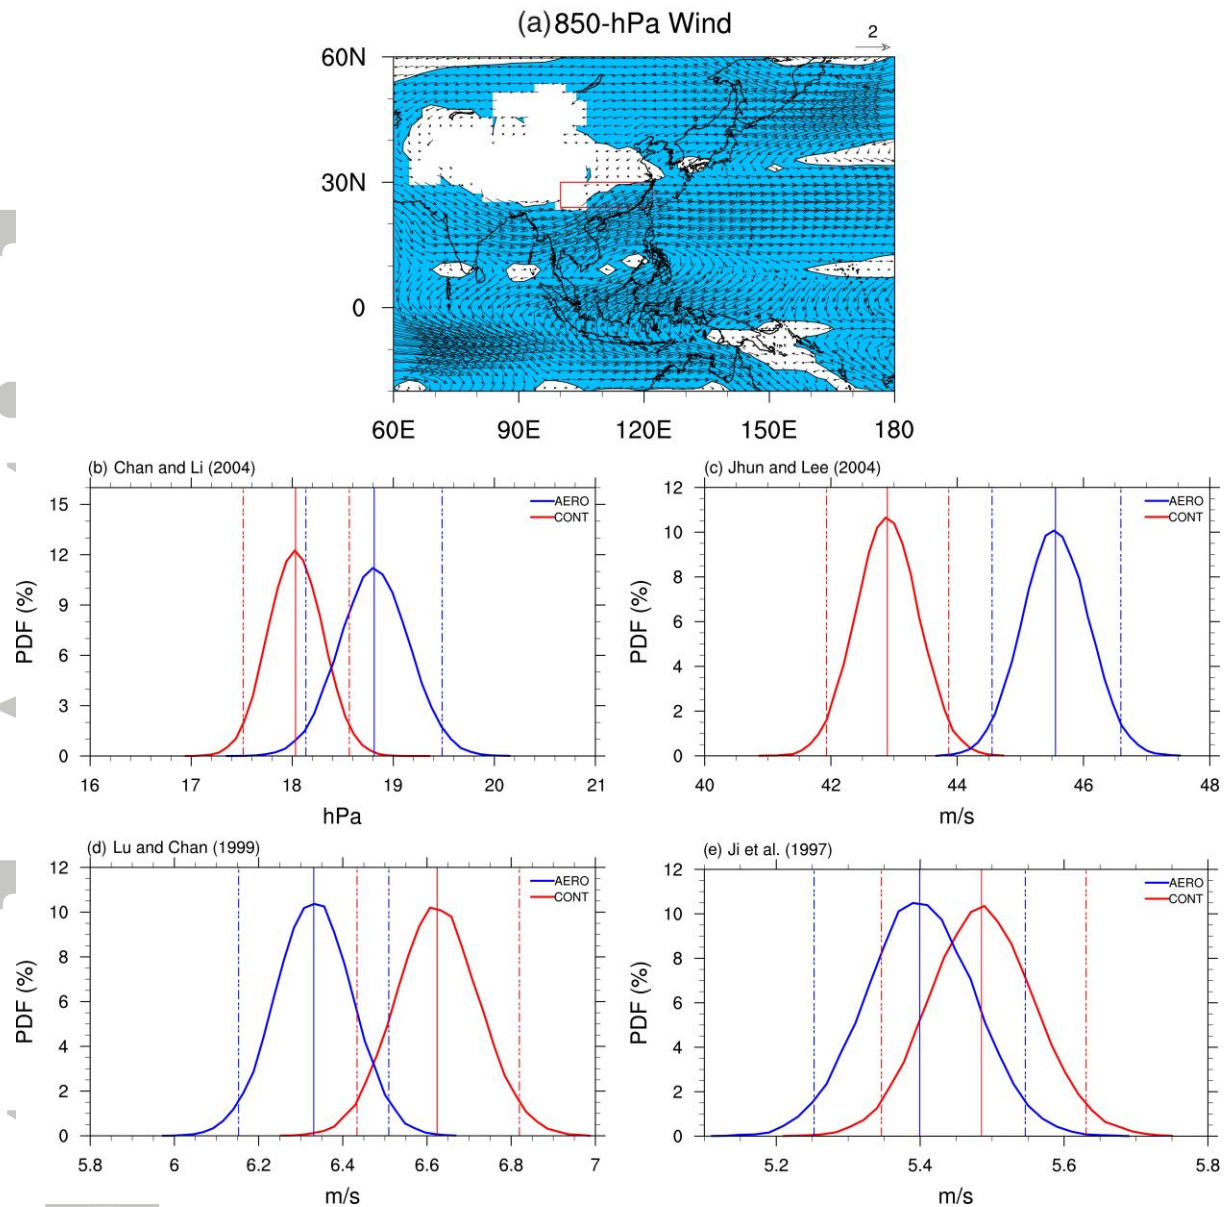 (a) 850-hPa Wind
2
60N
30N
0
60E 90E 120E 150E 180
(b) Chan and Li (2004)
AERO
CONT
15
12
9
6
3
0
PDF (%)
16 17 18 19 20 21
hPa
(c) Jhun and Lee (2004)
AERO
CONT
12
10
8
6
4
2
0
PDF (%)
40 42 44 46 48
m/s
(d) Lu and Chan (1999)
AERO
CONT
12
10
8
6
4
2
0
PDF (%)
5.8 6 6.2 6.4 6.6 6.8 7
m/s
(e) Ji et al. (1997)
AERO
CONT
12
10
8
6
4
2
0
PDF (%)
5.2 5.4 5.6 5.8
m/s